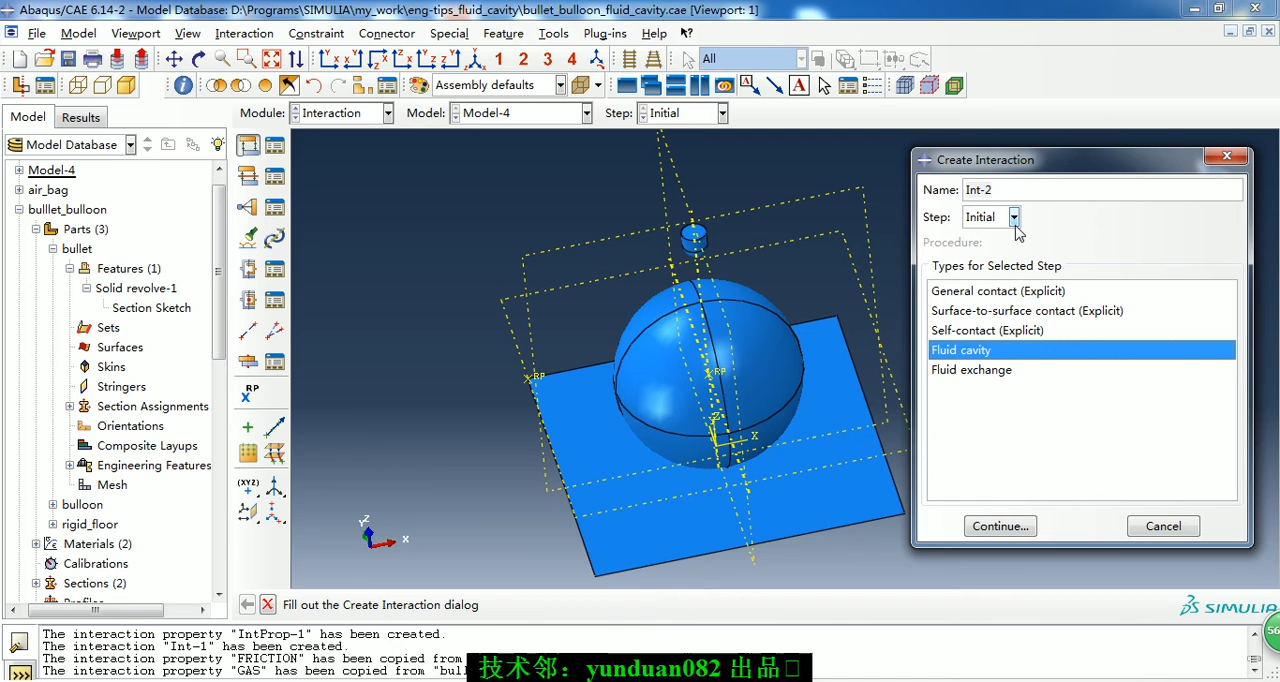 Abaqus/CAE 6.14-2 - Model Database: D:\Programs\SIMULIA\my_work\eng-tips_fluid_cavity\bullet_bulloon_fluid_cavity.cae [Viewport: 1]
File Model Viewport View Interaction Constraint Connector Special Feature Tools Plug-ins Help
1 2 3 4 All
Assembly defaults
Model Results
Module: Interaction Model: Model-4 Step: Initial
Model Database
Model-4
air_bag
bulllet_bulloon
Parts (3)
bullet
Features (1)
Solid revolve-1
Section Sketch
Sets
Surfaces
Skins
Stringers
Section Assignments
Orientations
Composite Layups
Engineering Features
Mesh
bulloon
rigid_floor
Materials (2)
Calibrations
Sections (2)
RP
(XYZ)
RP
RP
Z
X
Z
Y
X
Create Interaction
Name: Int-2
Step: Initial
Procedure:
Types for Selected Step
General contact (Explicit)
Surface-to-surface contact (Explicit)
Self-contact (Explicit)
Fluid cavity
Fluid exchange
Continue... Cancel
Fill out the Create Interaction dialog
SIMULIA
The interaction property "IntProp-1" has been created.
The interaction "Int-1" has been created.
The interaction property "FRICTION" has been copied from
The interaction property "GAS" has been copied from "bul
技术邻：yunduan082 出品
56